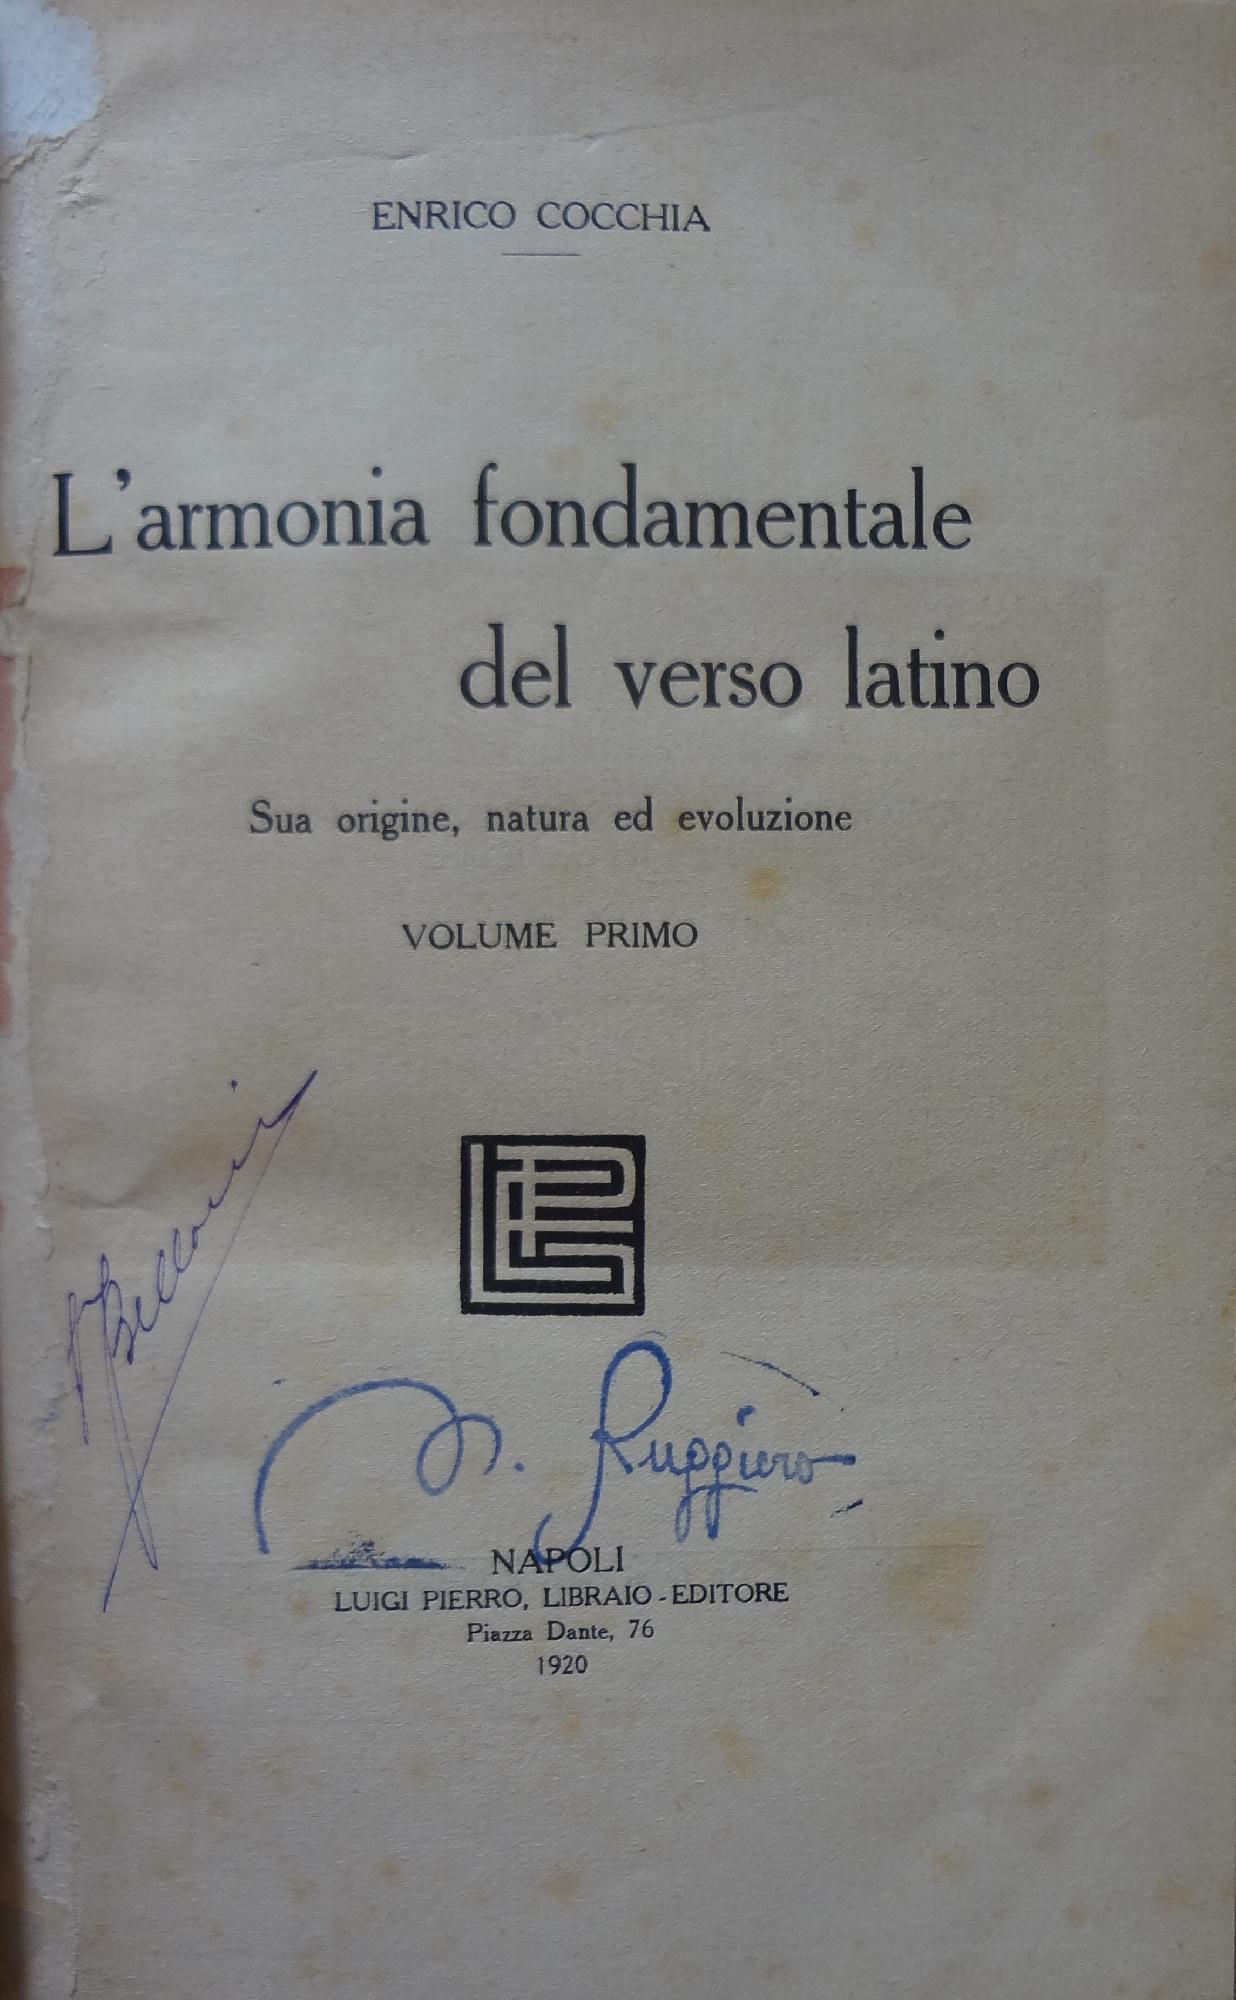 ENRICO COCCHIA
L'armonia fondamentale
del verso latino
Sua origine, natura ed evoluzione
VOLUME PRIMO
Ruggiero
NAPOLI
LUIGI PIERRO, LIBRAIO-EDITORE
Piazza Dante, 76
1920